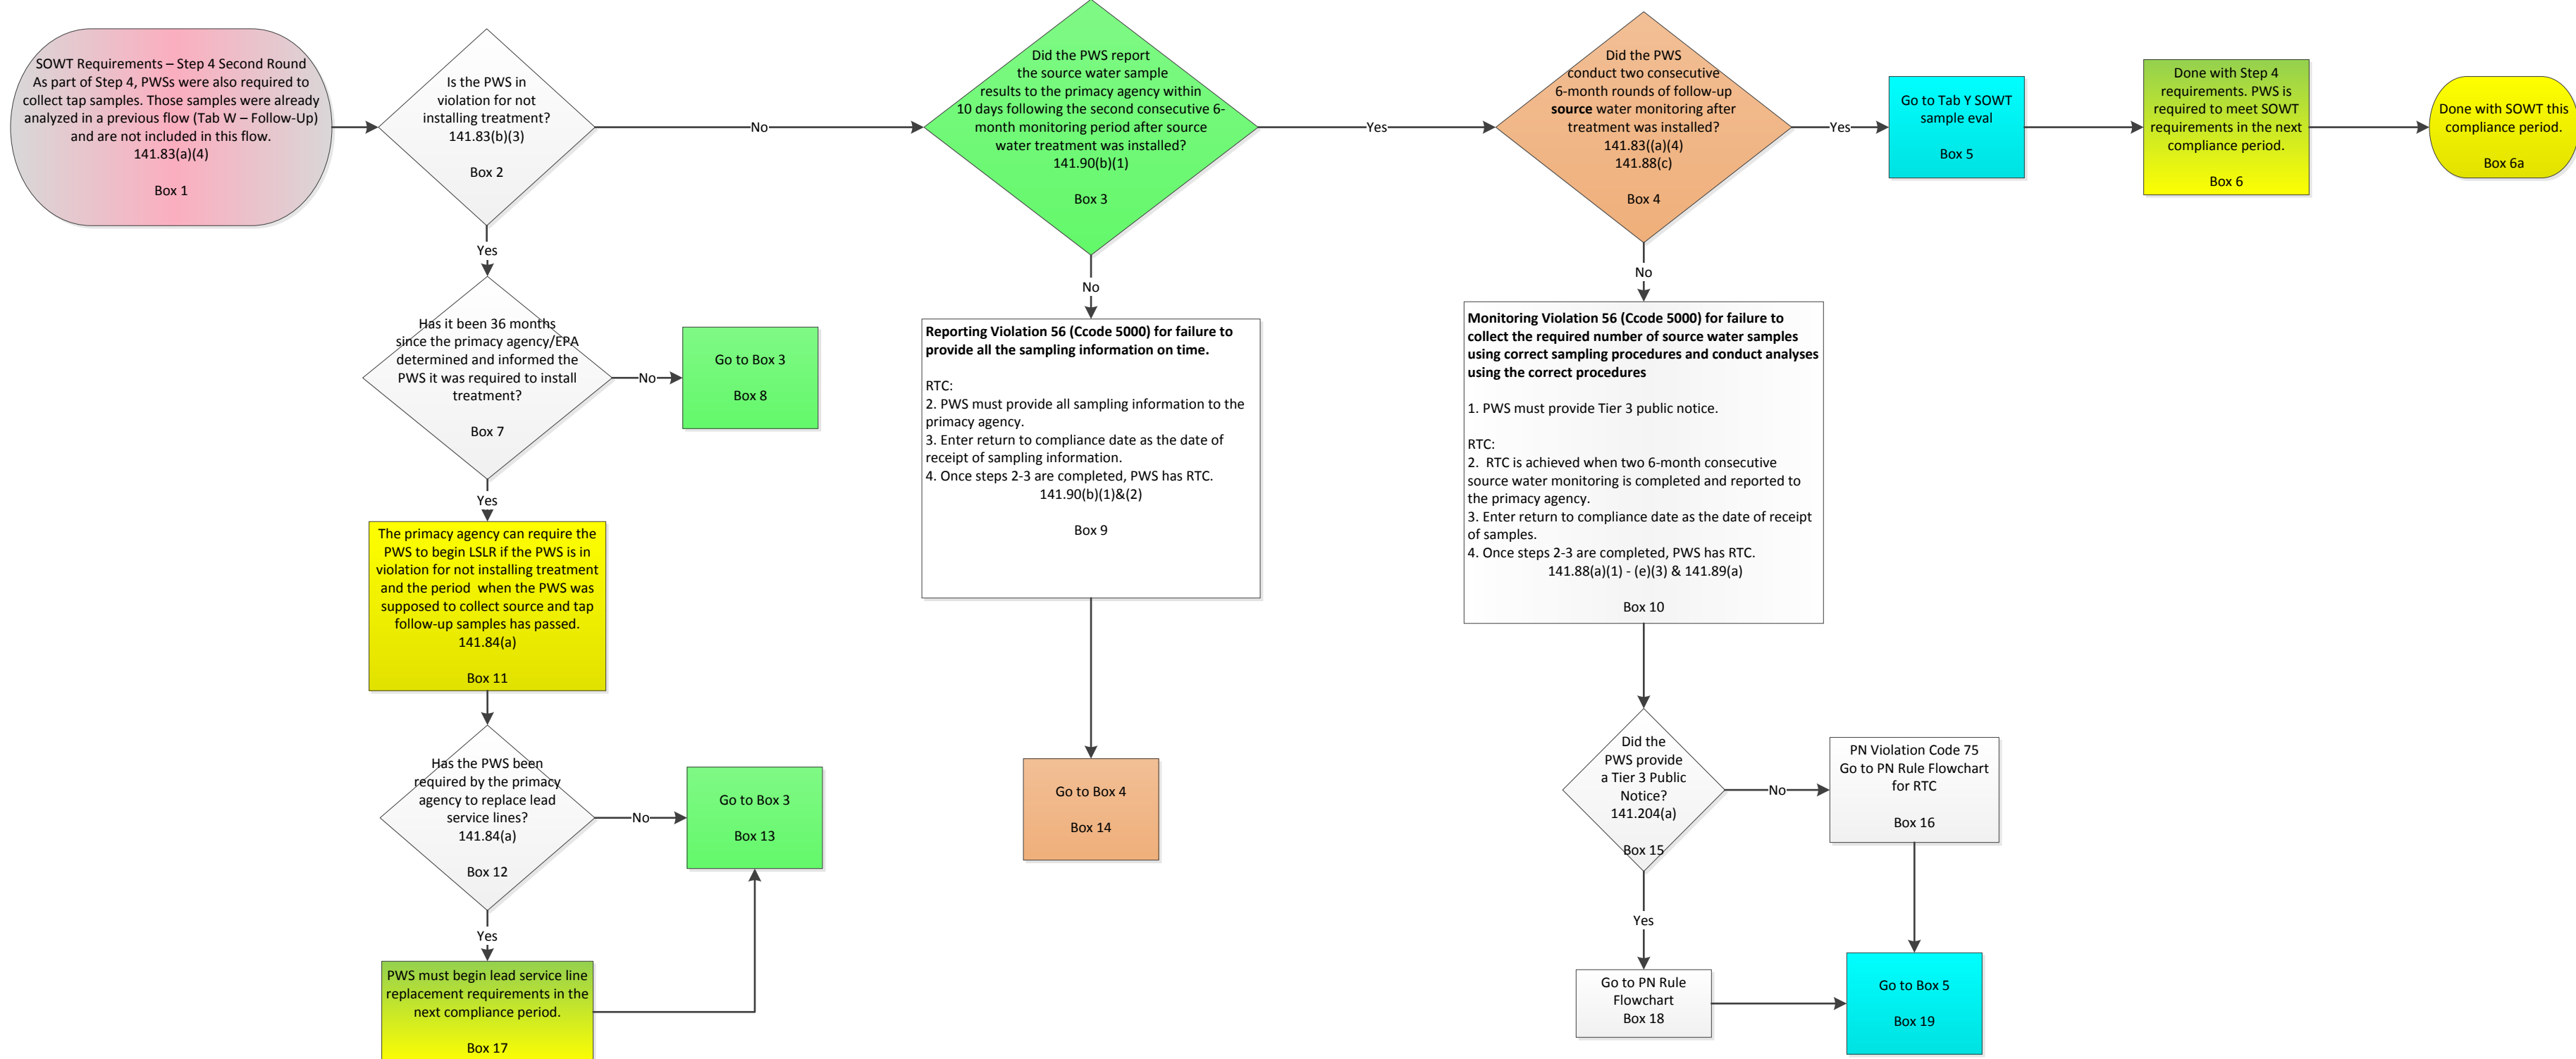 SOWT Requirements – Step 4 Second Round
As part of Step 4, PWSs were also required to
collect tap samples. Those samples were already
analyzed in a previous flow (Tab W – Follow-Up)
and are not included in this flow.
141.83(a)(4)
Box 1
Is the PWS in
violation for not
installing treatment?
141.83(b)(3)
Box 2
No
Did the PWS report
the source water sample
results to the primacy agency within
10 days following the second consecutive 6-
month monitoring period after source
water treatment was installed?
141.90(b)(1)
Box 3
Yes
Did the PWS
conduct two consecutive
6-month rounds of follow-up
source water monitoring after
treatment was installed?
141.83((a)(4)
141.88(c)
Box 4
Yes
Go to Tab Y SOWT
sample eval
Box 5
Done with Step 4
requirements. PWS is
required to meet SOWT
requirements in the next
compliance period.
Box 6
Done with SOWT this
compliance period.
Box 6a
Yes
Has it been 36 months
since the primacy agency/EPA
determined and informed the
PWS it was required to install
treatment?
Box 7
No
Go to Box 3
Box 8
Yes
The primacy agency can require the
PWS to begin LSLR if the PWS is in
violation for not installing treatment
and the period  when the PWS was
supposed to collect source and tap
follow-up samples has passed.
141.84(a)
Box 11
Has the PWS been
required by the primacy
agency to replace lead
service lines?
141.84(a)
Box 12
No
Go to Box 3
Box 13
Yes
PWS must begin lead service line
replacement requirements in the
next compliance period.
Box 17
No
Reporting Violation 56 (Ccode 5000) for failure to
provide all the sampling information on time.
RTC:
2. PWS must provide all sampling information to the
primacy agency.
3. Enter return to compliance date as the date of
receipt of sampling information.
4. Once steps 2-3 are completed, PWS has RTC.
141.90(b)(1)&(2)
Box 9
Go to Box 4
Box 14
No
Monitoring Violation 56 (Ccode 5000) for failure to
collect the required number of source water samples
using correct sampling procedures and conduct analyses
using the correct procedures
1. PWS must provide Tier 3 public notice.
RTC:
2.  RTC is achieved when two 6-month consecutive
source water monitoring is completed and reported to
the primacy agency.
3. Enter return to compliance date as the date of receipt
of samples.
4. Once steps 2-3 are completed, PWS has RTC.
141.88(a)(1) - (e)(3) & 141.89(a)
Box 10
Did the
PWS provide
a Tier 3 Public
Notice?
141.204(a)
Box 15
No
PN Violation Code 75
Go to PN Rule Flowchart
for RTC
Box 16
Yes
Go to PN Rule
Flowchart
Box 18
Go to Box 5
Box 19